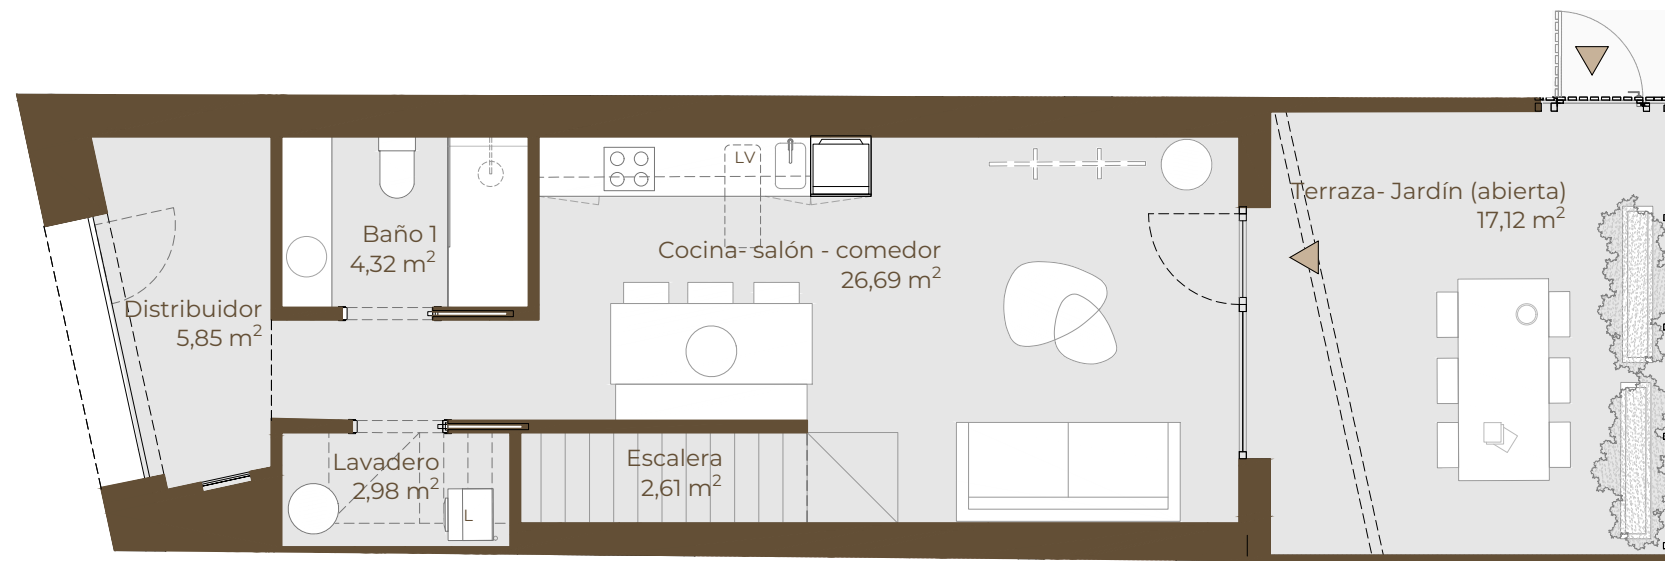 LV
Terraza- Jardín (abierta)
17,12 m²
Baño 1
4,32 m²
Cocina- salón - comedor
26,69 m²
Distribuidor
5,85 m²
Lavadero
2,98 m²
L
Escalera
2,61 m²